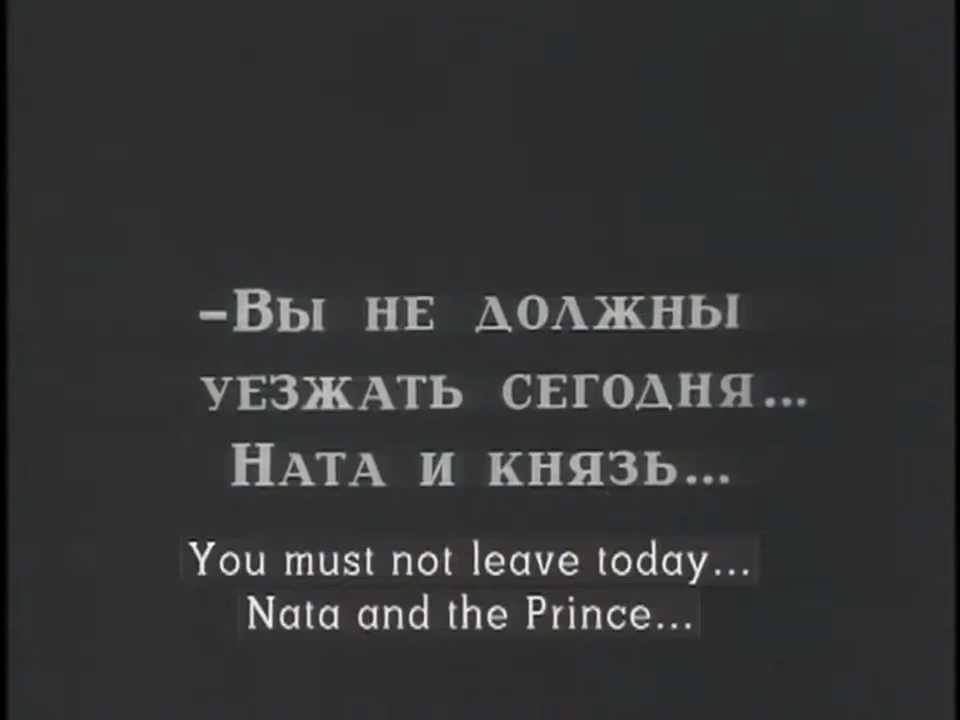 –Вы не должны
уезжать сегодня...
Ната и князь...
You must not leave today...
Nata and the Prince...